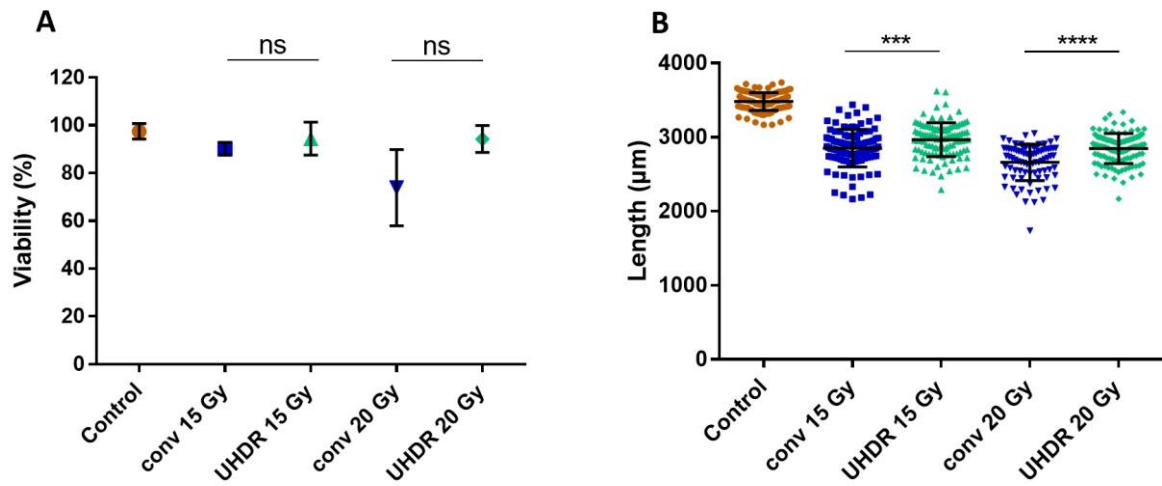 A
ns
ns
Viability (%)
120
100
80
60
40
20
0
Control
conv 15 Gy
UHDR 15 Gy
conv 20 Gy
UHDR 20 Gy
B
***
****
Length (µm)
4000
3000
2000
1000
0
Control
conv 15 Gy
UHDR 15 Gy
conv 20 Gy
UHDR 20 Gy